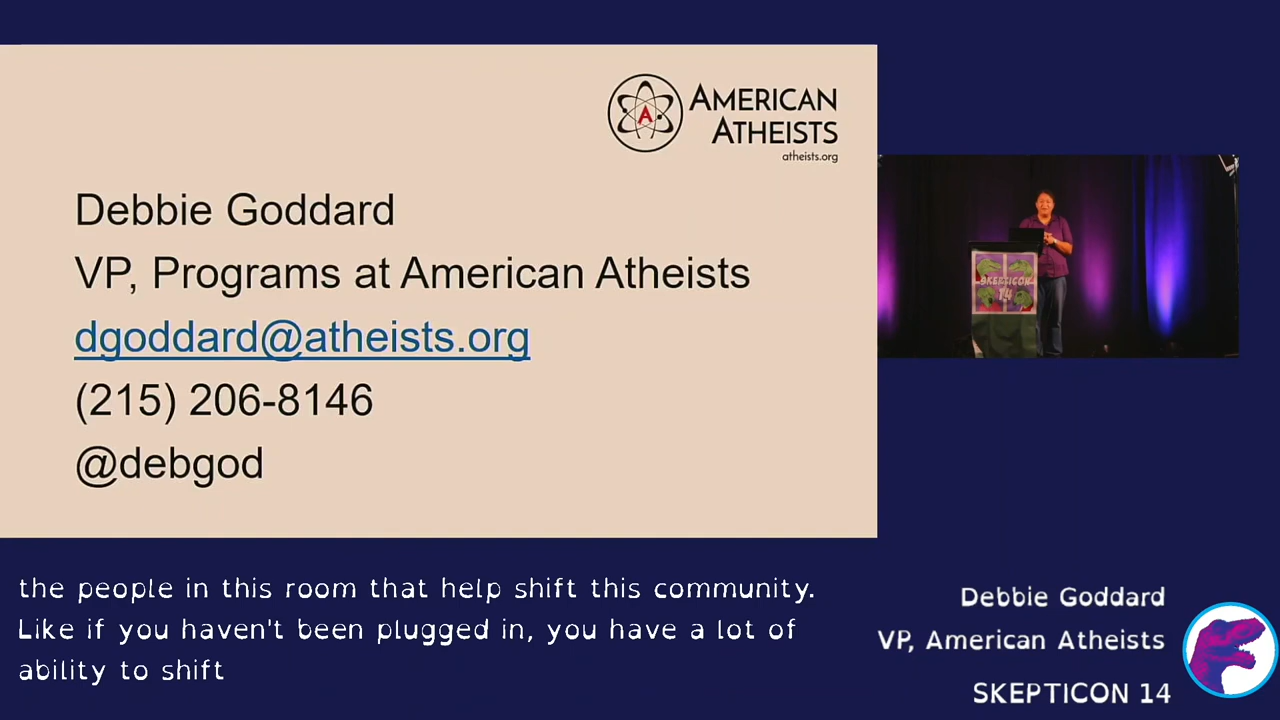 AMERICAN
ATHEISTS
atheists.org
Debbie Goddard
VP, Programs at American Atheists
dgoddard@atheists.org
(215) 206-8146
@debgod
SKEPTICON
14
the people in this room that help shift this community.
Like if you haven't been plugged in, you have a lot of
ability to shift
Debbie Goddard
VP, American Atheists
SKEPTICON 14